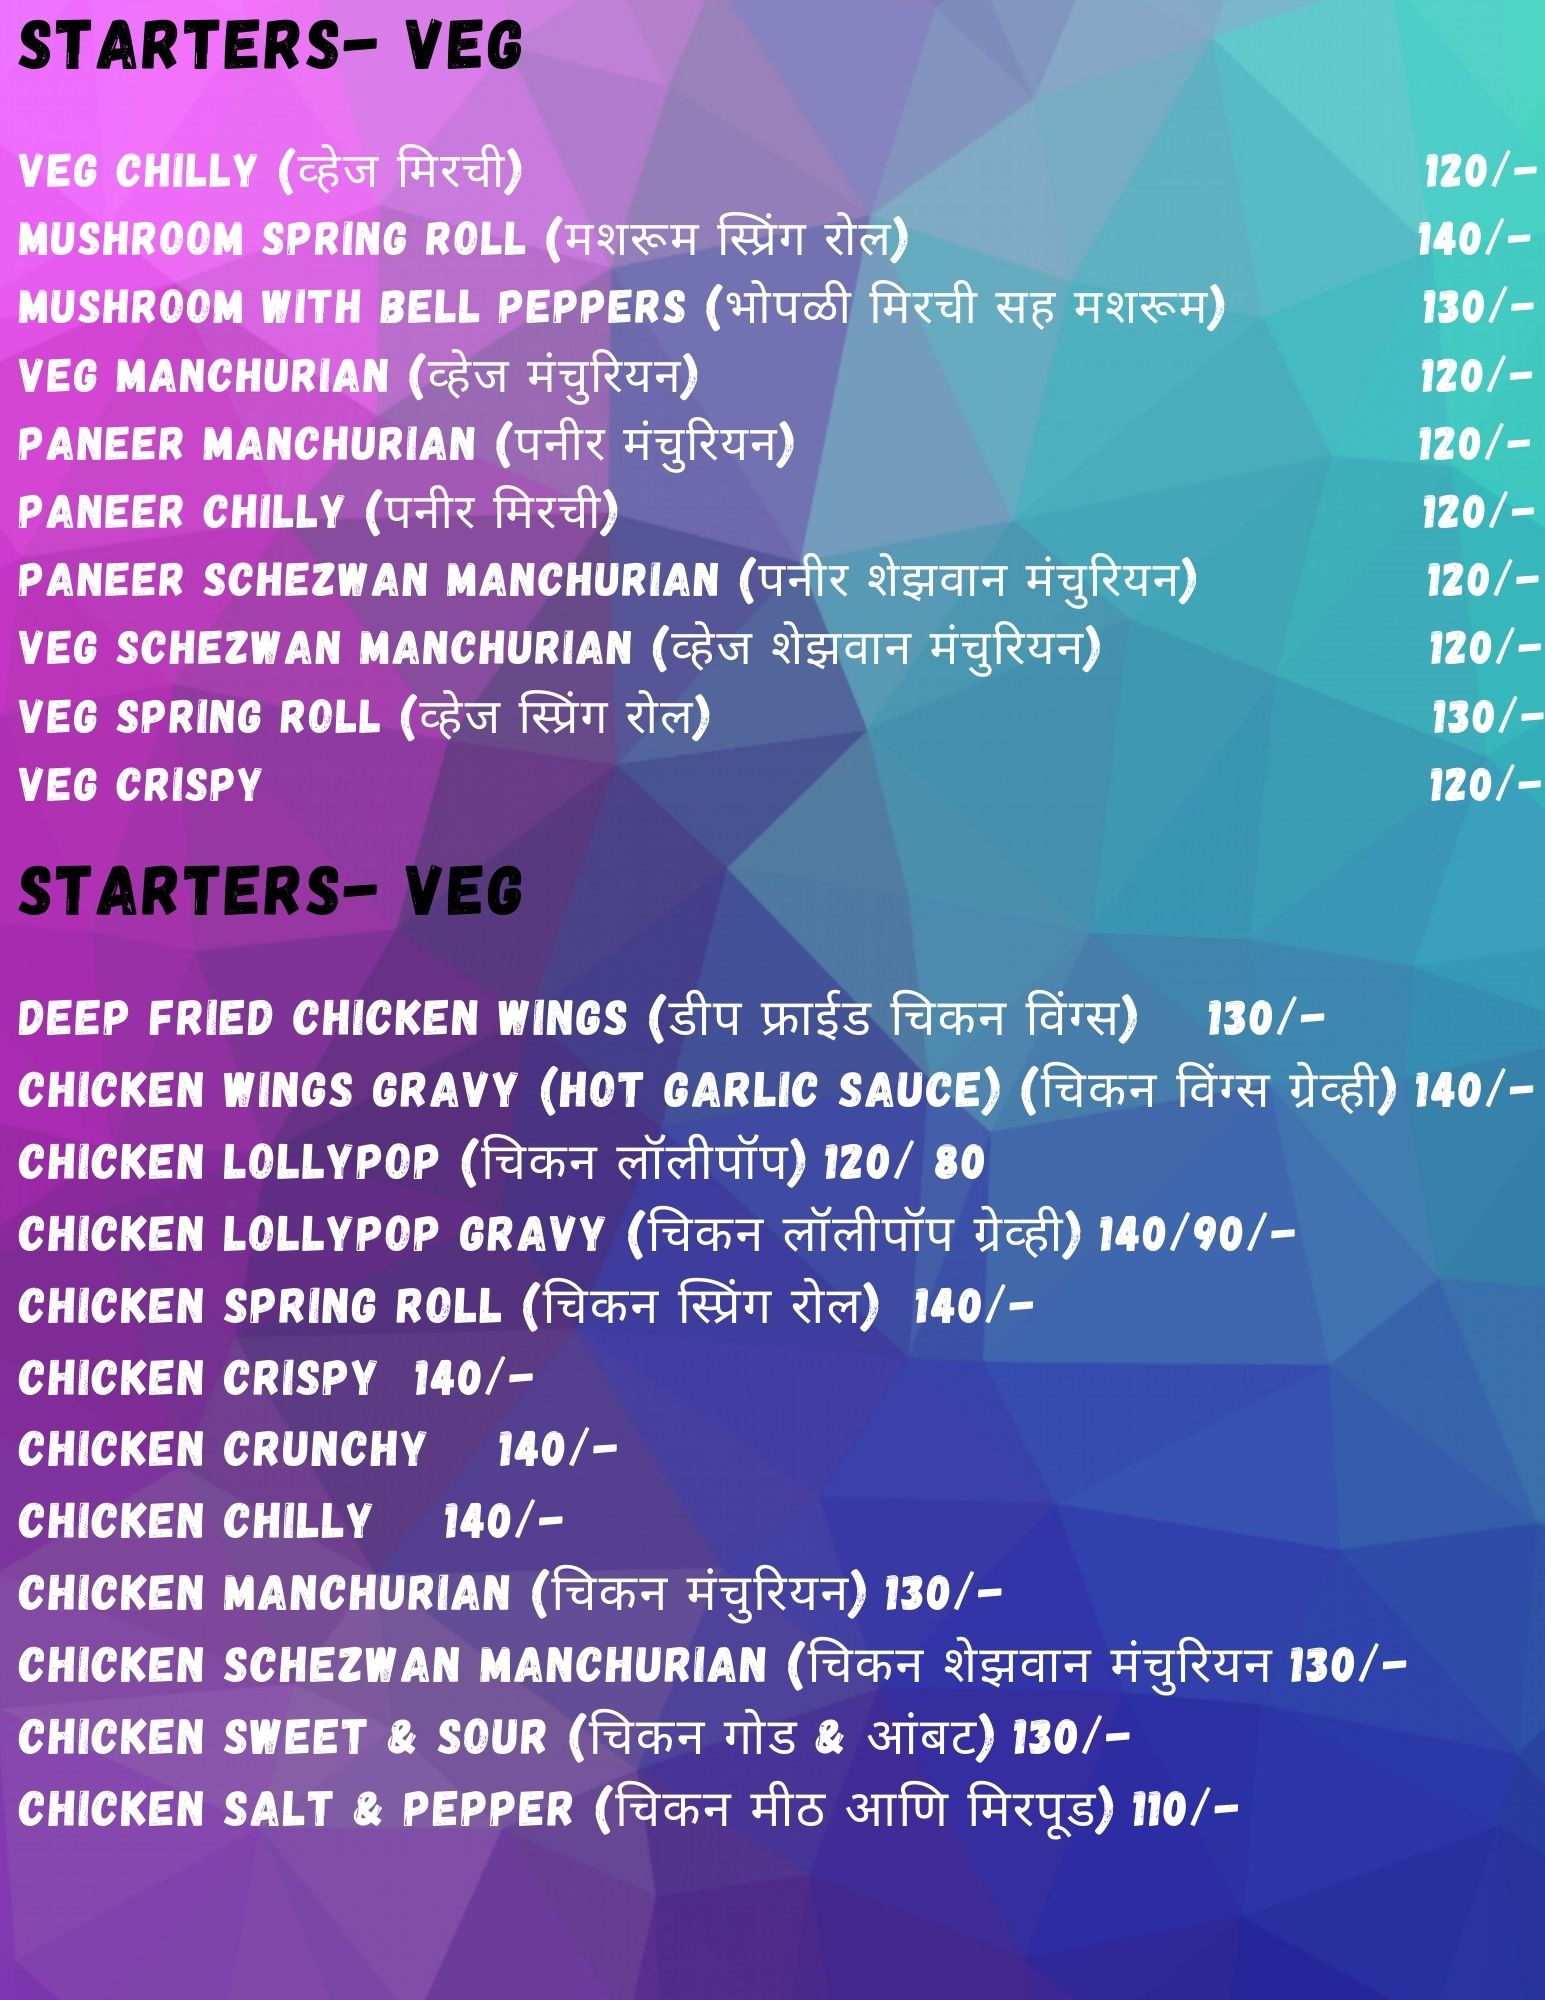 STARTERS- VEG
VEG CHILLY (व्हेज मिरची) 120/-
MUSHROOM SPRING ROLL (मशरूम स्प्रिंग रोल) 140/-
MUSHROOM WITH BELL PEPPERS (भोपळी मिरची सह मशरूम) 130/-
VEG MANCHURIAN (व्हेज मंचुरियन) 120/-
PANEER MANCHURIAN (पनीर मंचुरियन) 120/-
PANEER CHILLY (पनीर मिरची) 120/-
PANEER SCHEZWAN MANCHURIAN (पनीर शेझवान मंचुरियन) 120/-
VEG SCHEZWAN MANCHURIAN (व्हेज शेझवान मंचुरियन) 120/-
VEG SPRING ROLL (व्हेज स्प्रिंग रोल) 130/-
VEG CRISPY 120/-
STARTERS- VEG
DEEP FRIED CHICKEN WINGS (डीप फ्राईड चिकन विंग्स) 130/-
CHICKEN WINGS GRAVY (HOT GARLIC SAUCE) (चिकन विंग्स ग्रेव्ही) 140/-
CHICKEN LOLLYPOP (चिकन लॉलीपॉप) 120/ 80
CHICKEN LOLLYPOP GRAVY (चिकन लॉलीपॉप ग्रेव्ही) 140/90/-
CHICKEN SPRING ROLL (चिकन स्प्रिंग रोल) 140/-
CHICKEN CRISPY 140/-
CHICKEN CRUNCHY 140/-
CHICKEN CHILLY 140/-
CHICKEN MANCHURIAN (चिकन मंचुरियन) 130/-
CHICKEN SCHEZWAN MANCHURIAN (चिकन शेझवान मंचुरियन 130/-
CHICKEN SWEET & SOUR (चिकन गोड & आंबट) 130/-
CHICKEN SALT & PEPPER (चिकन मीठ आणि मिरपूड) 110/-